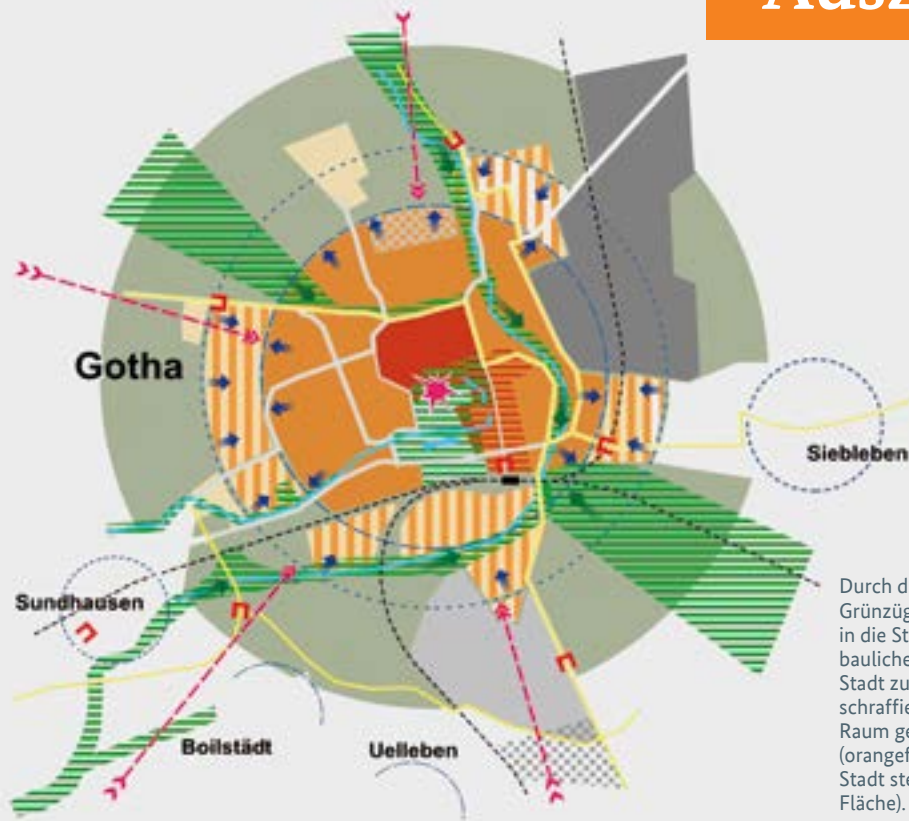 Gotha
Siebleben
Sundhausen
Boilstädt
Uelleben
Durch d
Grünzüg
in die St
bauliche
Stadt zu
schraffie
Raum ge
(orangef
Stadt ste
Fläche).